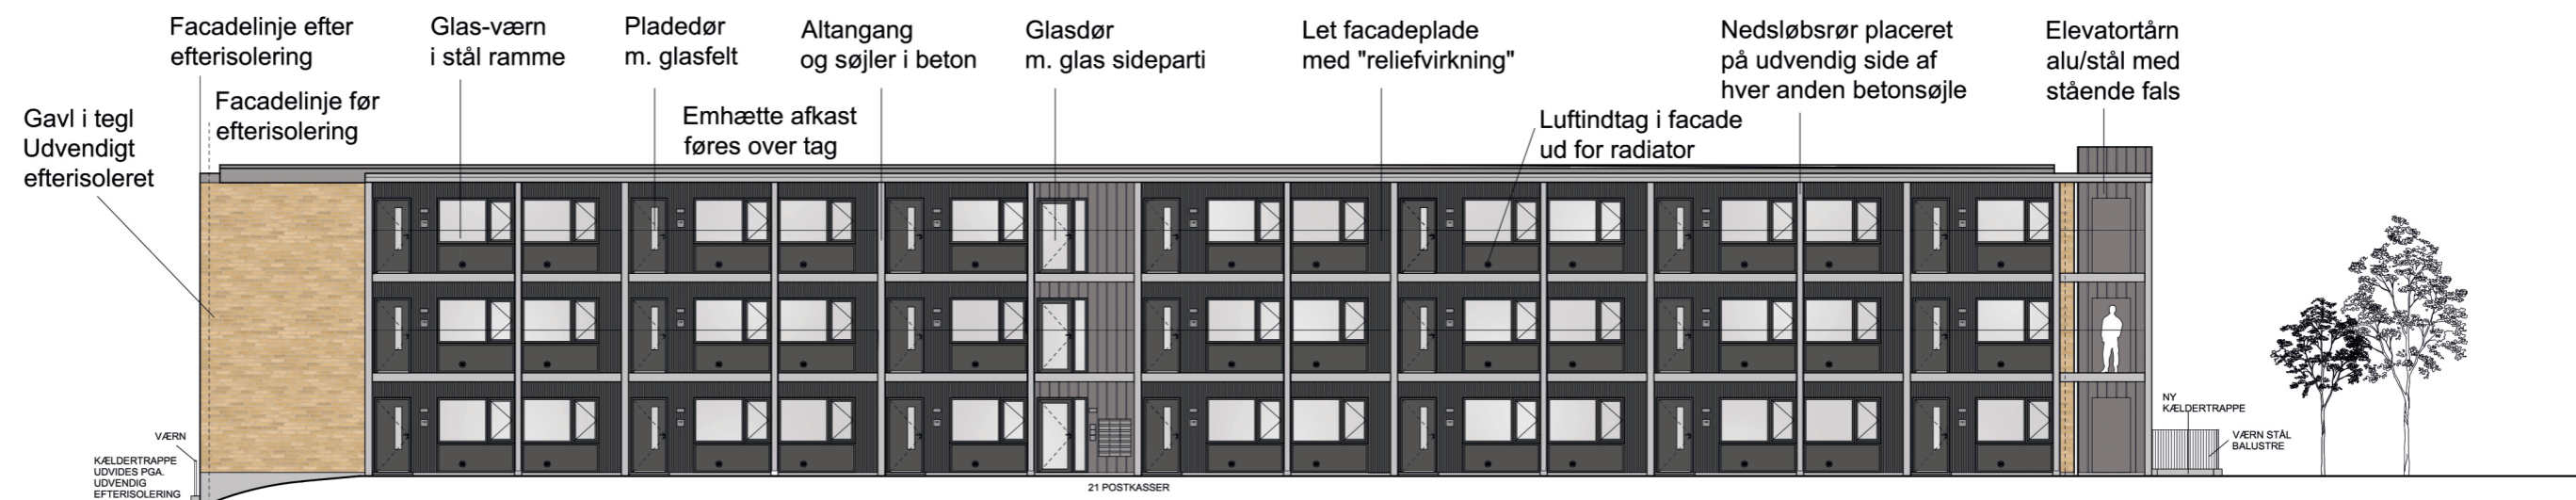 Facadelinje efter
efterisolering
Glas-værn
i stål ramme
Pladedør
m. glasfelt
Altangang
og søjler i beton
Glasdør
m. glas sideparti
Let facadeplade
med "reliefvirkning"
Nedsløbsrør placeret
på udvendig side af
hver anden betonsøjle
Elevatortårn
alu/stål med
stående fals
Gavl i tegl
Udvendigt
efterisoleret
Facadelinje før
efterisolering
Emhætte afkast
føres over tag
Luftindtag i facade
ud for radiator
VÆRN
KÆLDERTRAPPE
UDVIDES PGA.
UDVENDIG
EFTERISOLERING
21 POSTKASSER
NY
KÆLDERTRAPPE
VÆRN STÅL
BALUSTRE